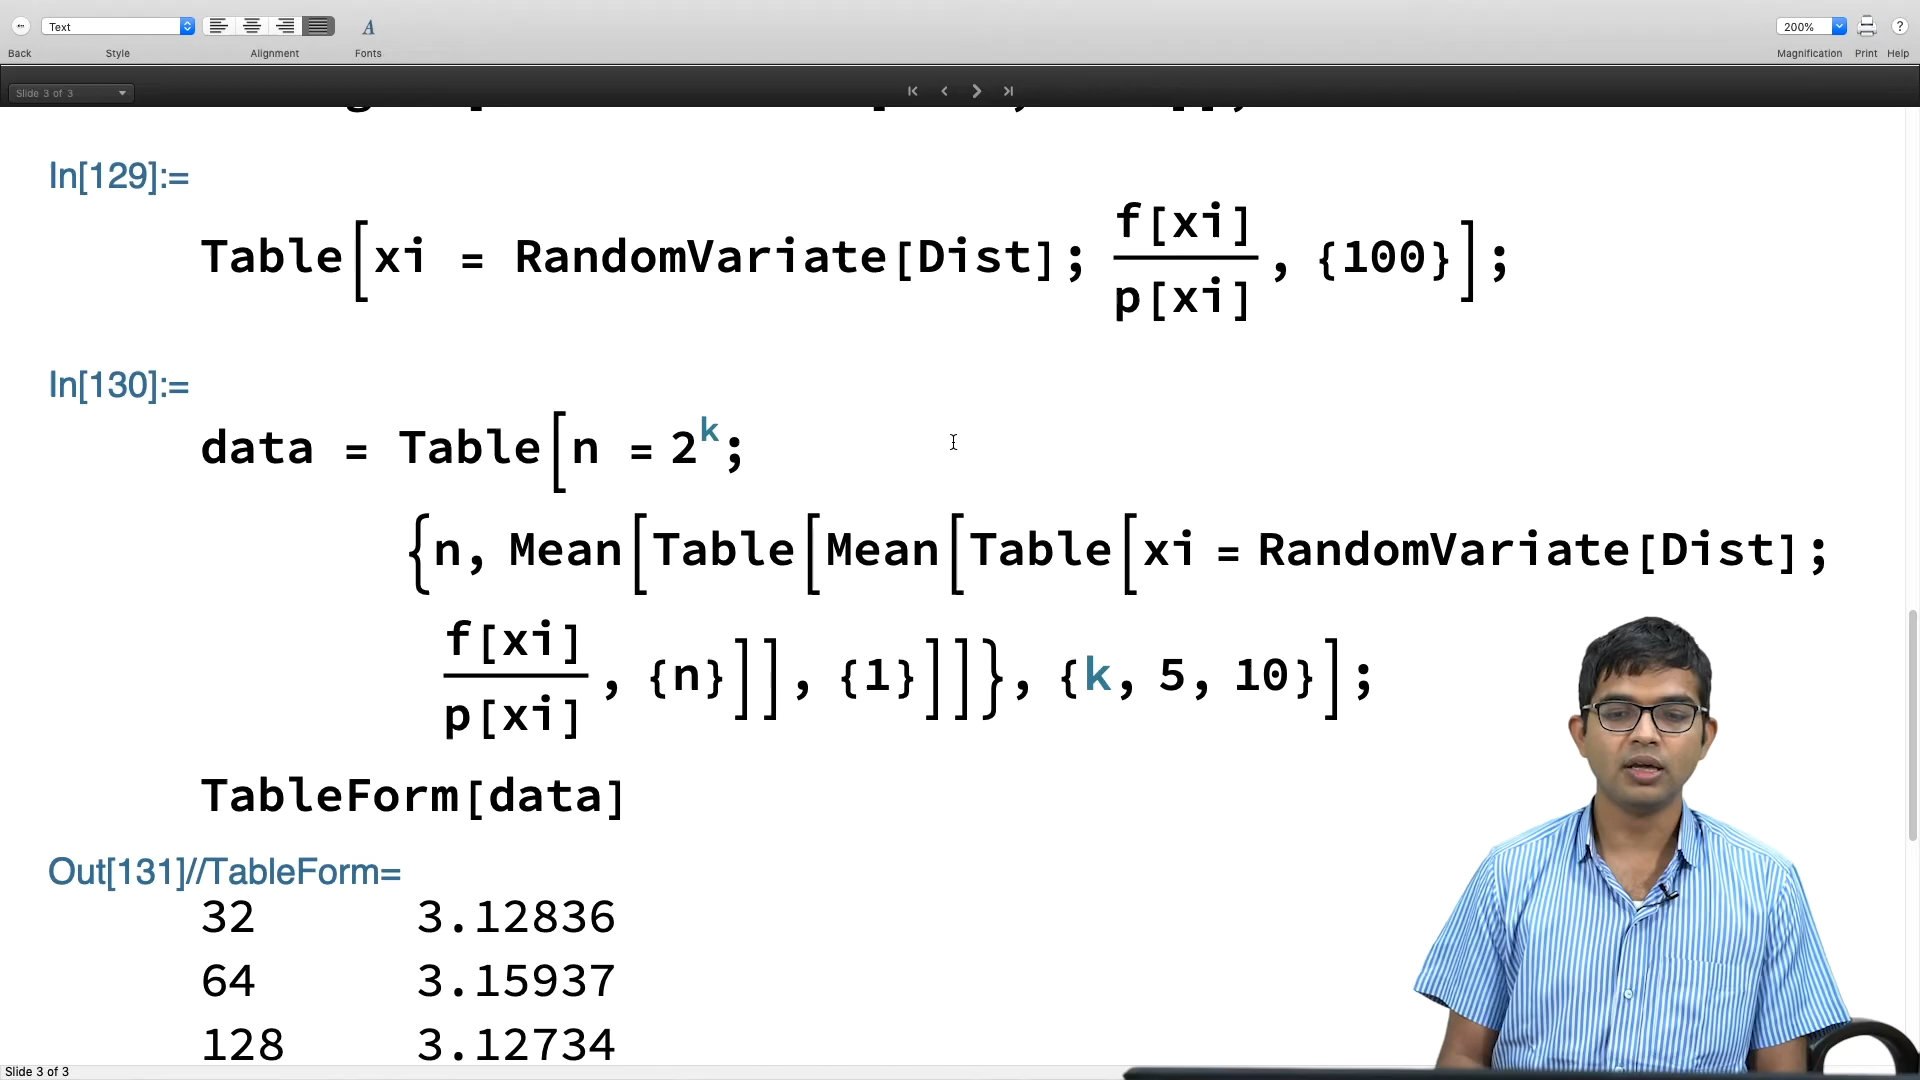 Text
200%
Back
Style
Alignment
Fonts
Magnification
Print
Help
Slide 3 of 3
In[129]:=
Table[xi = RandomVariate[Dist]; f[xi]/p[xi], {100}];
In[130]:=
data = Table[n = 2^k;
{n, Mean[Table[Mean[Table[xi = RandomVariate[Dist];
f[xi]/p[xi], {n}]], {1}]]}, {k, 5, 10}];
TableForm[data]
Out[131]//TableForm=
32 3.12836
64 3.15937
128 3.12734
Slide 3 of 3